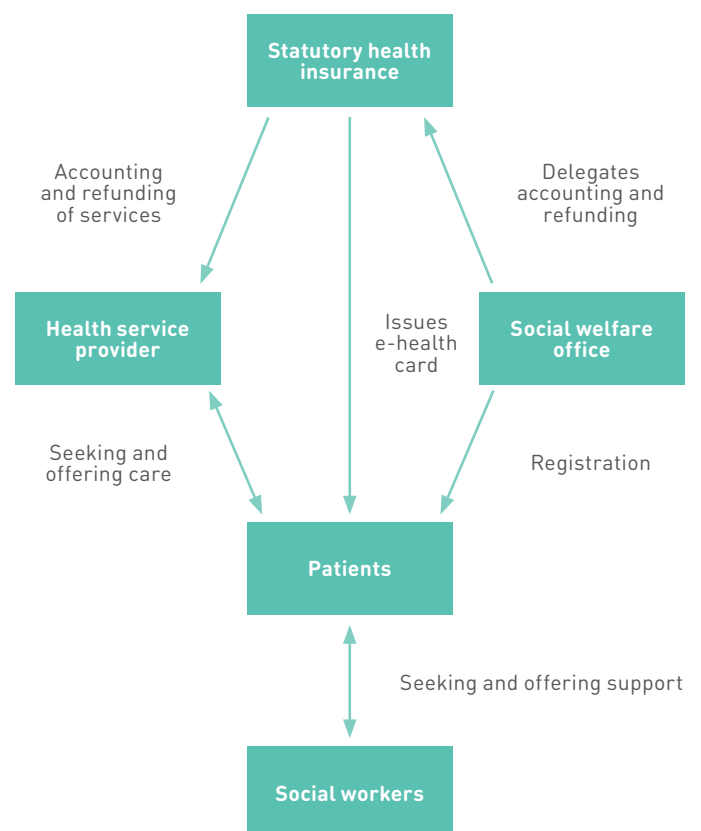 Statutory health
insurance
Accounting
and refunding
of services
Delegates
accounting and
refunding
Health service
provider
Issues
e-health
card
Social welfare
office
Seeking and
offering care
Registration
Patients
Seeking and offering support
Social workers